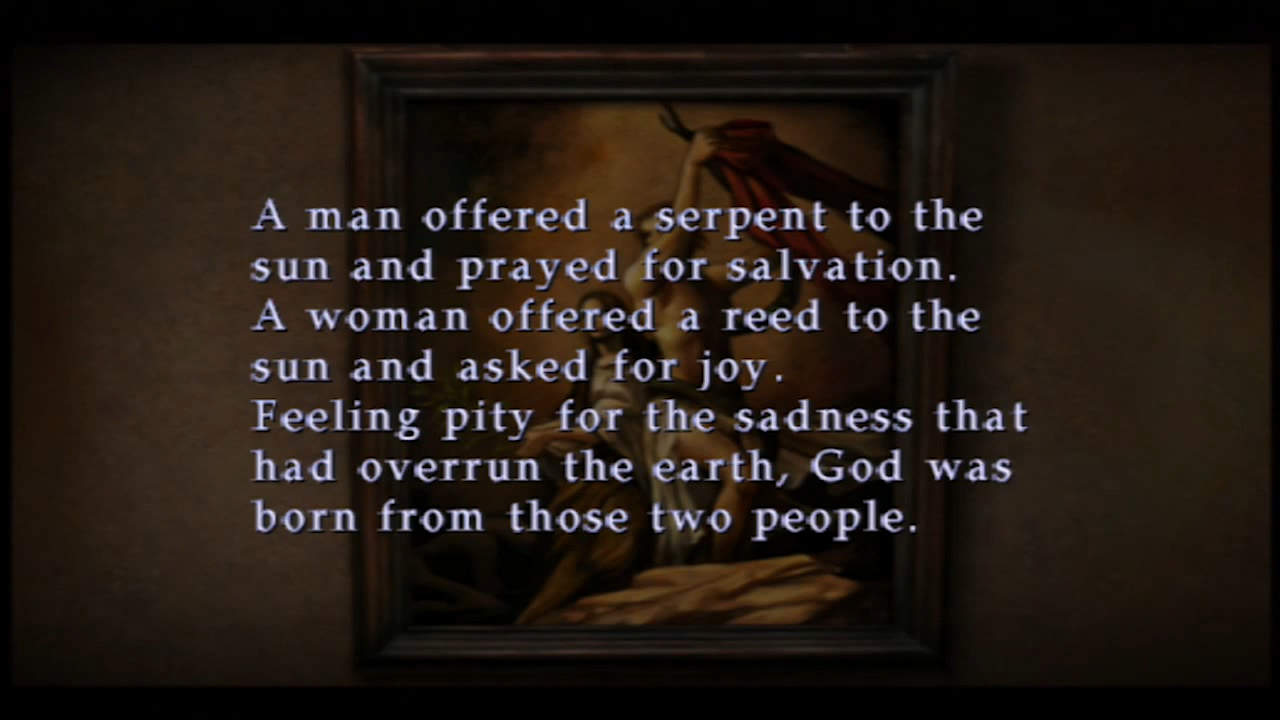 A man offered a serpent to the
sun and prayed for salvation.
A woman offered a reed to the
sun and asked for joy.
Feeling pity for the sadness that
had overrun the earth, God was
born from those two people.